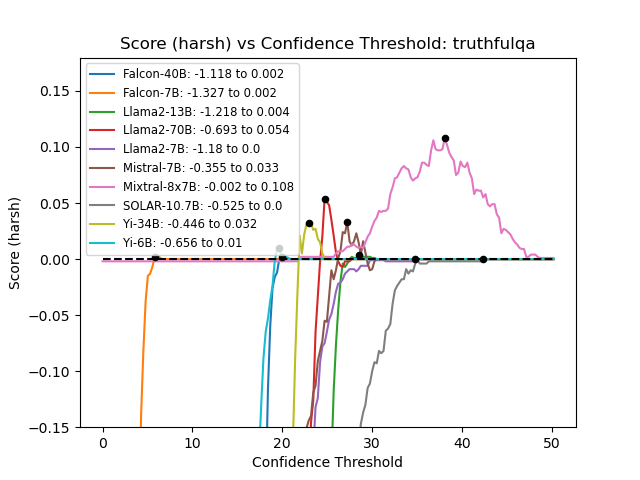 Score (harsh) vs Confidence Threshold: truthfulqa
Falcon-40B: -1.118 to 0.002
Falcon-7B: -1.327 to 0.002
Llama2-13B: -1.218 to 0.004
Llama2-70B: -0.693 to 0.054
Llama2-7B: -1.18 to 0.0
Mistral-7B: -0.355 to 0.033
Mixtral-8x7B: -0.002 to 0.108
SOLAR-10.7B: -0.525 to 0.0
Yi-34B: -0.446 to 0.032
Yi-6B: -0.656 to 0.01
Score (harsh)
0.15
0.10
0.05
0.00
−0.05
−0.10
−0.15
0 10 20 30 40 50
Confidence Threshold